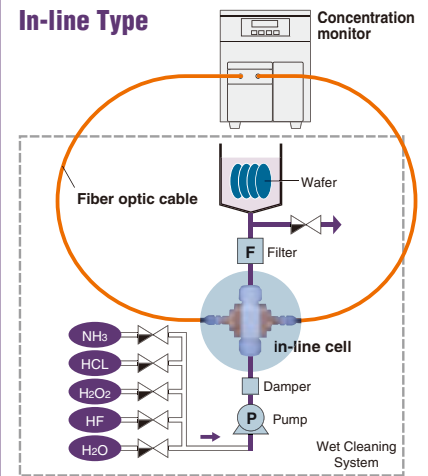 In-line Type
Concentration
monitor
Fiber optic cable
Wafer
F
Filter
in-line cell
NH3
HCL
H2O2
HF
H2O
Damper
P
Pump
Wet Cleaning
System